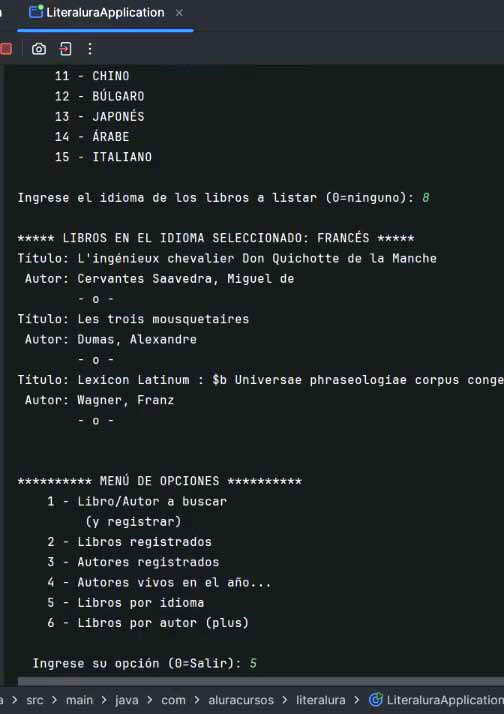 LiteraluraApplication ×
11 - CHINO
12 - BÚLGARO
13 - JAPONÉS
14 - ÁRABE
15 - ITALIANO
Ingrese el idioma de los libros a listar (0=ninguno): 8
***** LIBROS EN EL IDIOMA SELECCIONADO: FRANCÉS *****
Título: L'ingénieux chevalier Don Quichotte de la Manche
Autor: Cervantes Saavedra, Miguel de
- o -
Título: Les trois mousquetaires
Autor: Dumas, Alexandre
- o -
Título: Lexicon Latinum : $b Universae phraseologiae corpus conge
Autor: Wagner, Franz
- o -
********** MENÚ DE OPCIONES **********
1 - Libro/Autor a buscar
(y registrar)
2 - Libros registrados
3 - Autores registrados
4 - Autores vivos en el año...
5 - Libros por idioma
6 - Libros por autor (plus)
Ingrese su opción (0=Salir): 5
a > src > main > java > com > aluracursos > literalura > LiteraluraApplication